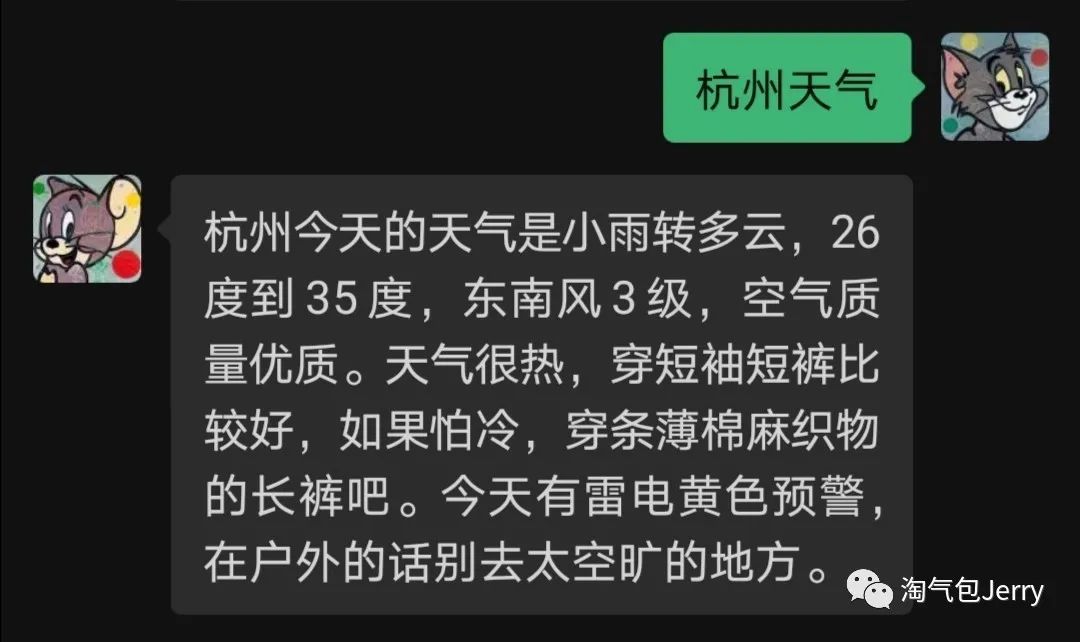 杭州天气
杭州今天的天气是小雨转多云，26
度到35度，东南风3级，空气质
量优质。天气很热，穿短袖短裤比
较好，如果怕冷，穿条薄棉麻织物
的长裤吧。今天有雷电黄色预警，
在户外的话别去太空旷的地方。
淘气包Jerry